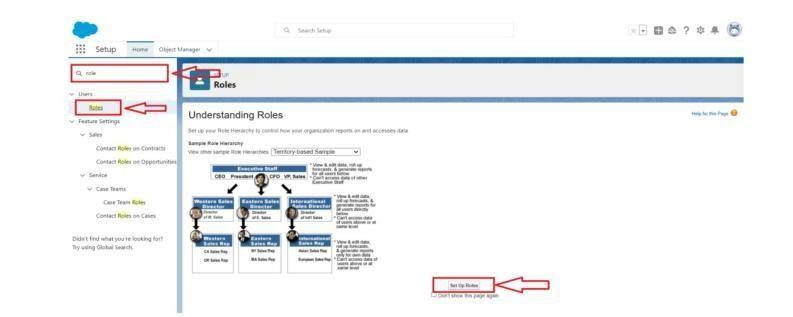 Search Setup
Setup Home Object Manager
role
Users
Roles
Feature Settings
Sales
Contact Roles on Contracts
Contact Roles on Opportunities
Service
Case Teams
Case Team Roles
Contact Roles on Cases
Didn't find what you're looking for?
Try using Global Search.
SETUP
Roles
Understanding Roles
Help for this Page
Set up your Role Hierarchy to control how your organization reports on and accesses data.
Sample Role Hierarchy
View other sample Role Hierarchies: Territory-based Sample
Executive Staff
CEO President CFO VP, Sales
* View & edit data, roll up
forecasts, & generate reports
for all users below
* Can't access data of other
Executive Staff
Western Sales
Director
Director
of W. Sales
Eastern Sales
Director
Director
of E. Sales
International
Sales Director
Director
of Int'l Sales
* View & edit data,
roll up forecasts, &
generate reports for
all users directly
below
* Can't access data
of users above or at
same level
Western
Sales Rep
CA Sales Rep
OR Sales Rep
Eastern
Sales Rep
NY Sales Rep
MA Sales Rep
International
Sales Rep
Asian Sales Rep
European Sales Rep
* View & edit data,
roll up forecasts,
& generate reports
only for own data
* Can't access data of
users above or at
same level
Set Up Roles
Don't show this page again